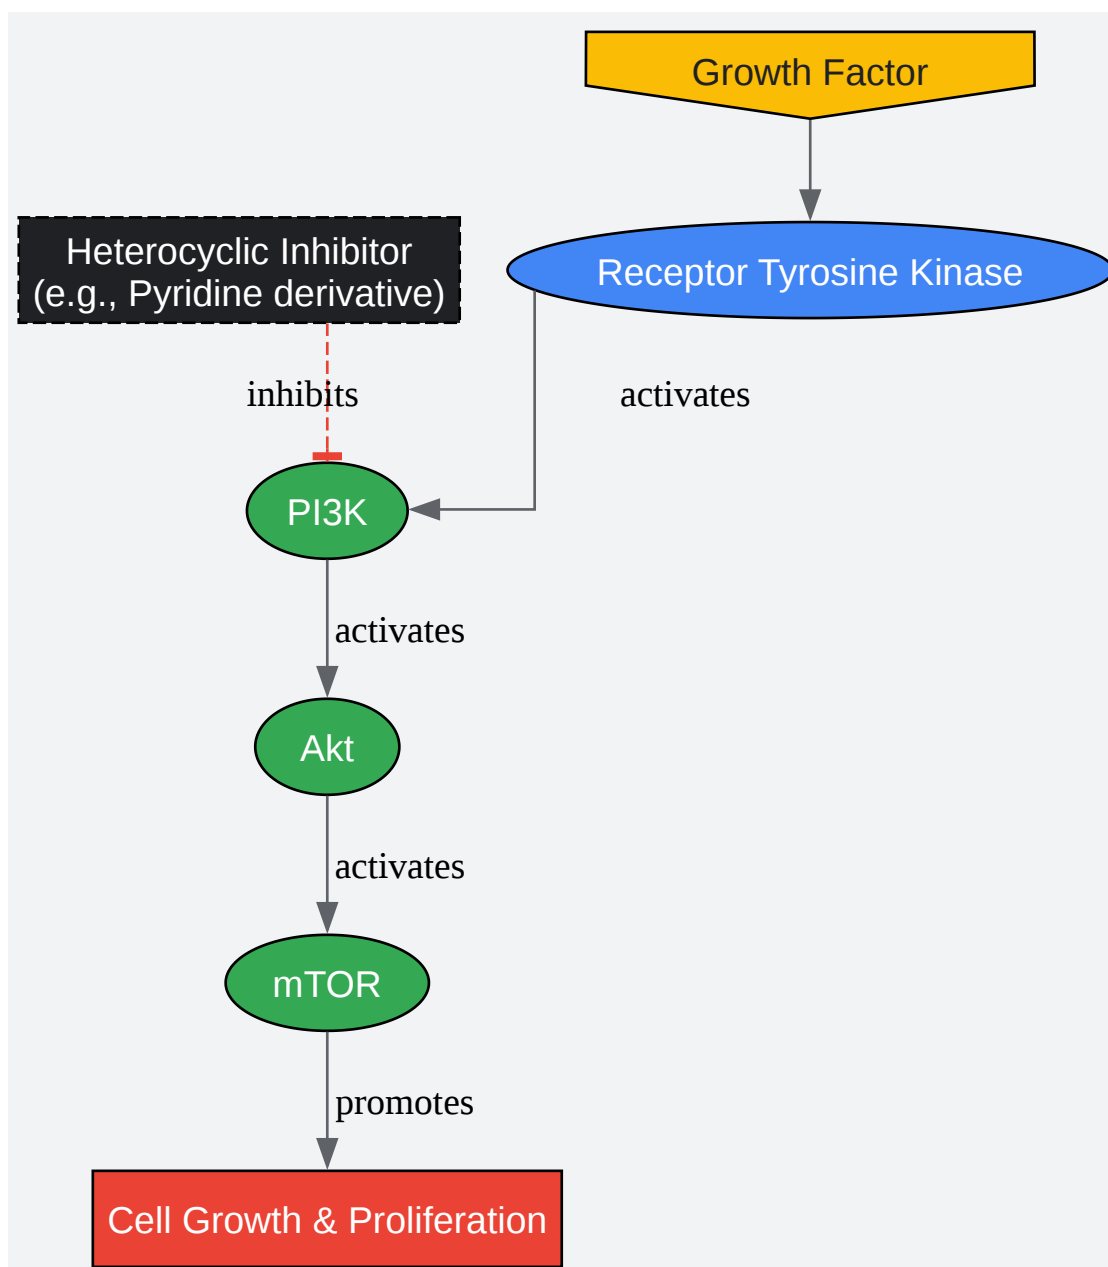 Growth Factor
Heterocyclic Inhibitor
(e.g., Pyridine derivative)
Receptor Tyrosine Kinase
inhibits
activates
PI3K
activates
Akt
activates
mTOR
promotes
Cell Growth & Proliferation